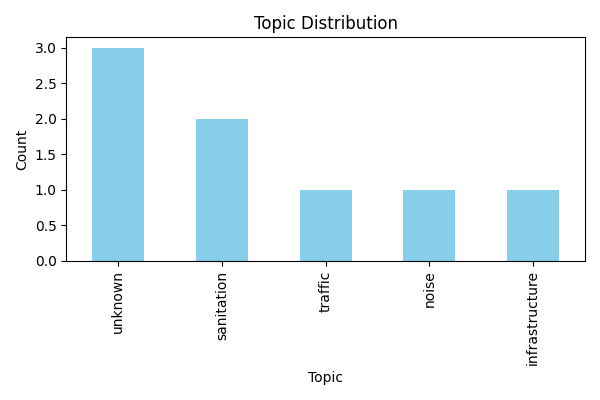 Topic Distribution
Count
3.0
2.5
2.0
1.5
1.0
0.5
0.0
unknown
sanitation
traffic
noise
infrastructure
Topic